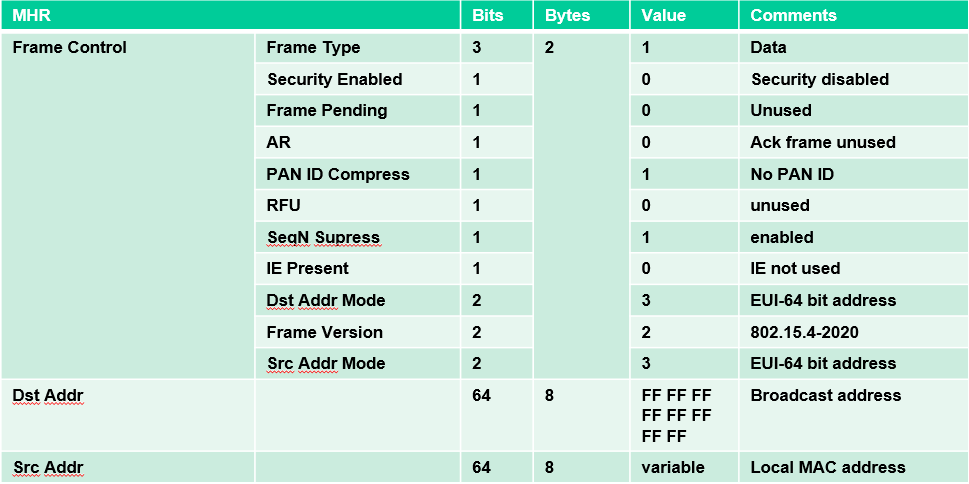 MHR Bits Bytes Value Comments
Frame Control Frame Type 3 2 1 Data
Security Enabled 1 0 Security disabled
Frame Pending 1 0 Unused
AR 1 0 Ack frame unused
PAN ID Compress 1 1 No PAN ID
RFU 1 0 unused
SeqN Supress 1 1 enabled
IE Present 1 0 IE not used
Dst Addr Mode 2 3 EUI-64 bit address
Frame Version 2 2 802.15.4-2020
Src Addr Mode 2 3 EUI-64 bit address
Dst Addr 64 8 FF FF FF Broadcast address
FF FF FF
FF FF
Src Addr 64 8 variable Local MAC address